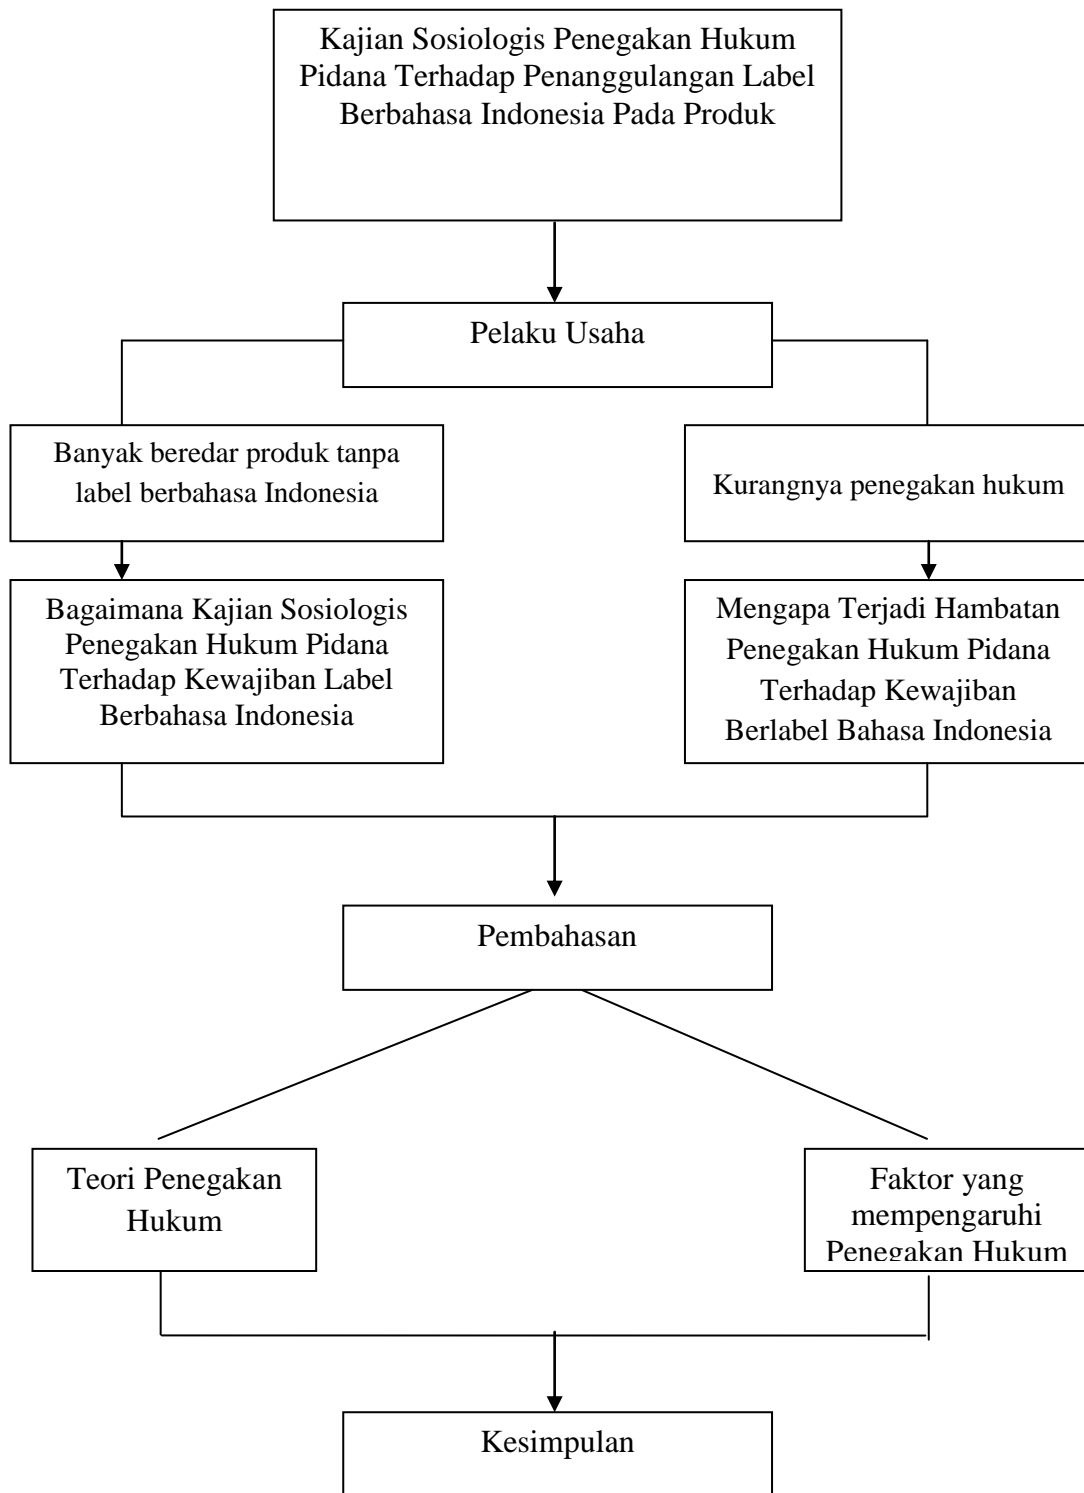 Kajian Sosiologis Penegakan Hukum
Pidana Terhadap Penanggulangan Label
Berbahasa Indonesia Pada Produk
Pelaku Usaha
Banyak beredar produk tanpa
label berbahasa Indonesia
Kurangnya penegakan hukum
Bagaimana Kajian Sosiologis
Penegakan Hukum Pidana
Terhadap Kewajiban Label
Berbahasa Indonesia
Mengapa Terjadi Hambatan
Penegakan Hukum Pidana
Terhadap Kewajiban
Berlabel Bahasa Indonesia
Pembahasan
Teori Penegakan
Hukum
Faktor yang
mempengaruhi
Penegakan Hukum
Kesimpulan